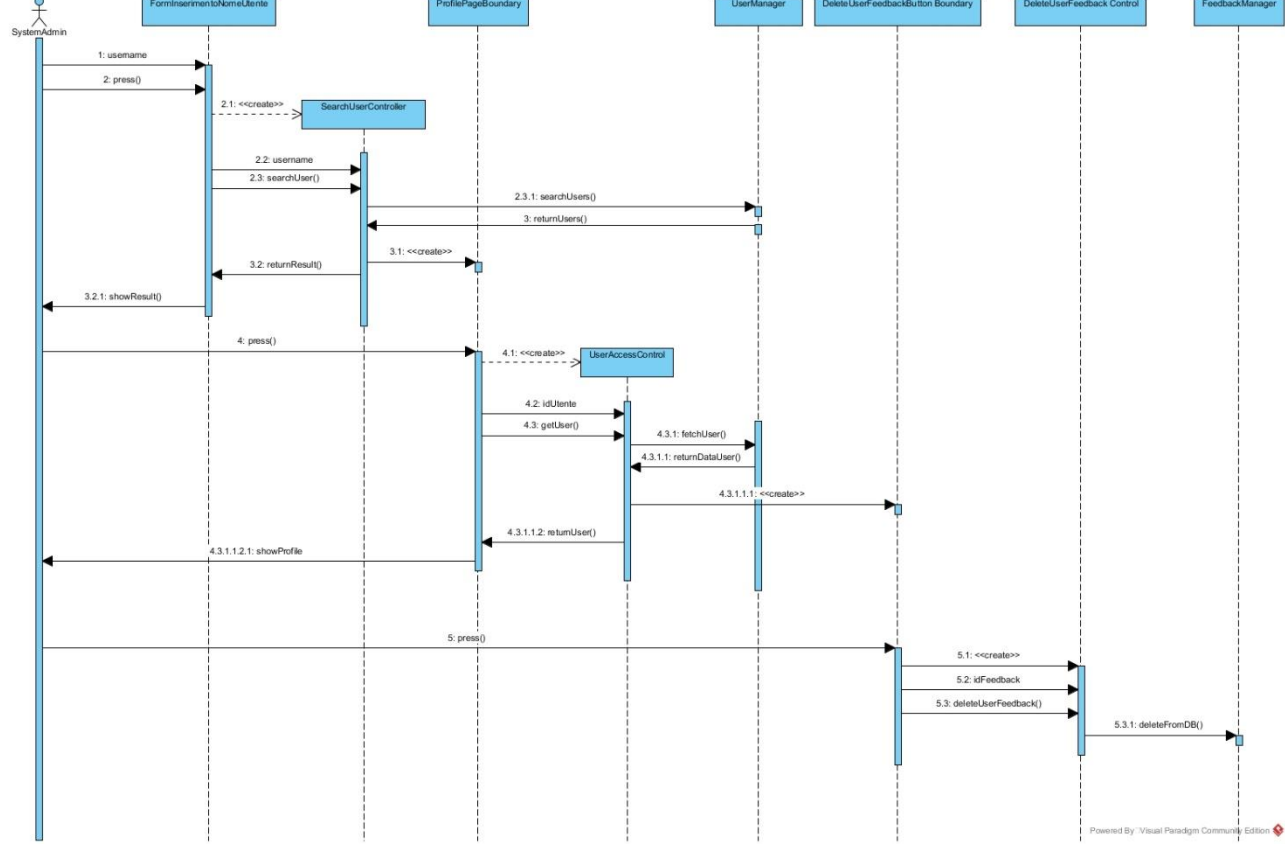 FormInserimentoNomeUtente
ProfilePageBoundary
UserManager
DeleteUserFeedbackButton Boundary
DeleteUserFeedback Control
FeedbackManager
SystemAdmin
1: username
2: press()
2.1: <<create>>
SearchUserController
2.2: username
2.3: searchUser()
2.3.1: searchUsers()
3: returnUsers()
3.1: <<create>>
3.2: returnResult()
3.2.1: showResult()
4: press()
4.1: <<create>>
UserAccessControl
4.2: idUtente
4.3: getUser()
4.3.1: fetchUser()
4.3.1.1: returnDataUser()
4.3.1.1.1: <<create>>
4.3.1.1.2: returnUser()
4.3.1.1.2.1: showProfile
5: press()
5.1: <<create>>
5.2: idFeedback
5.3: deleteUserFeedback()
5.3.1: deleteFromDB()
Powered By Visual Paradigm Community Edition